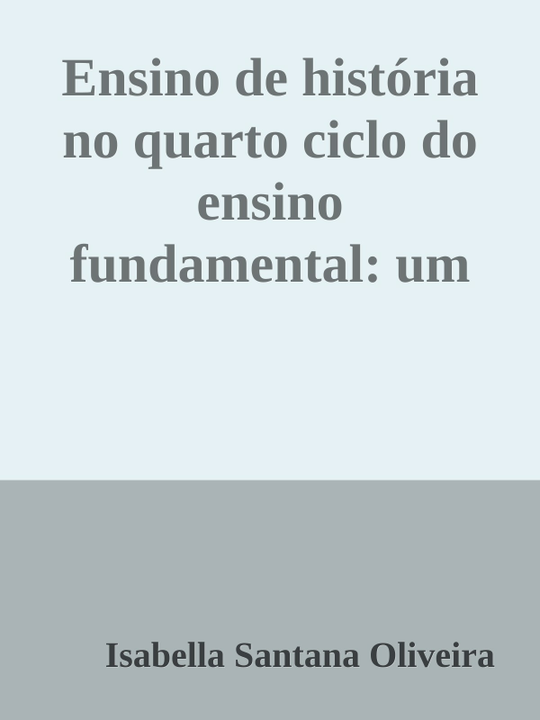 Ensino de história
no quarto ciclo do
ensino
fundamental: um
Isabella Santana Oliveira